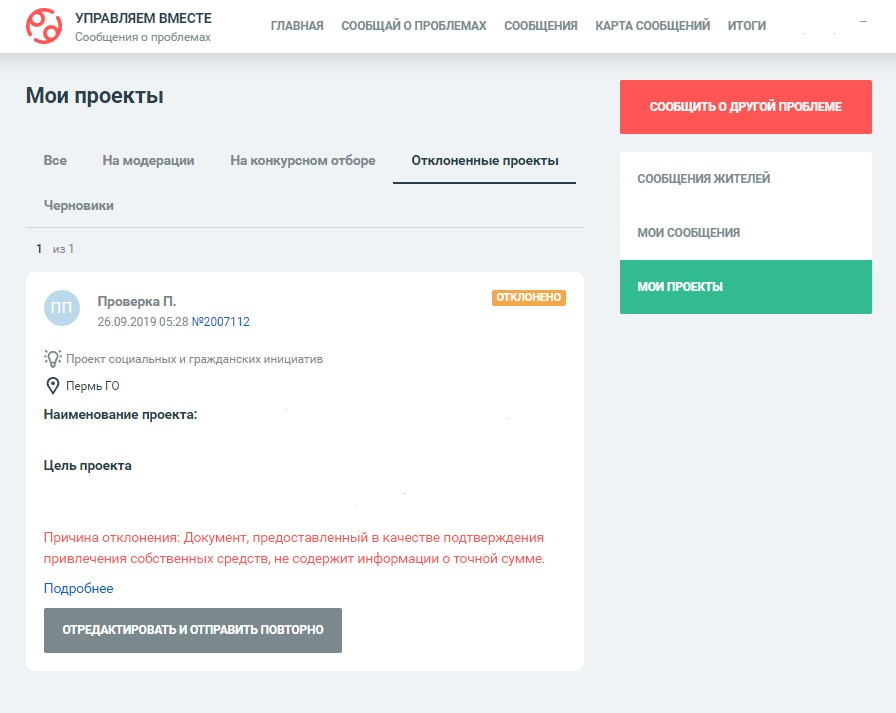 УПРАВЛЯЕМ ВМЕСТЕ
Сообщения о проблемах
ГЛАВНАЯ СООБЩАЙ О ПРОБЛЕМАХ СООБЩЕНИЯ КАРТА СООБЩЕНИЙ ИТОГИ
Мои проекты
Все На модерации На конкурсном отборе Отклоненные проекты
Черновики
1 из 1
ПП
Проверка П.
ОТКЛОНЕНО
26.09.2019 05:28 №2007112
Проект социальных и гражданских инициатив
Пермь ГО
Наименование проекта:
Цель проекта
Причина отклонения: Документ, предоставленный в качестве подтверждения
привлечения собственных средств, не содержит информации о точной сумме.
Подробнее
ОТРЕДАКТИРОВАТЬ И ОТПРАВИТЬ ПОВТОРНО
СООБЩИТЬ О ДРУГОЙ ПРОБЛЕМЕ
СООБЩЕНИЯ ЖИТЕЛЕЙ
МОИ СООБЩЕНИЯ
МОИ ПРОЕКТЫ